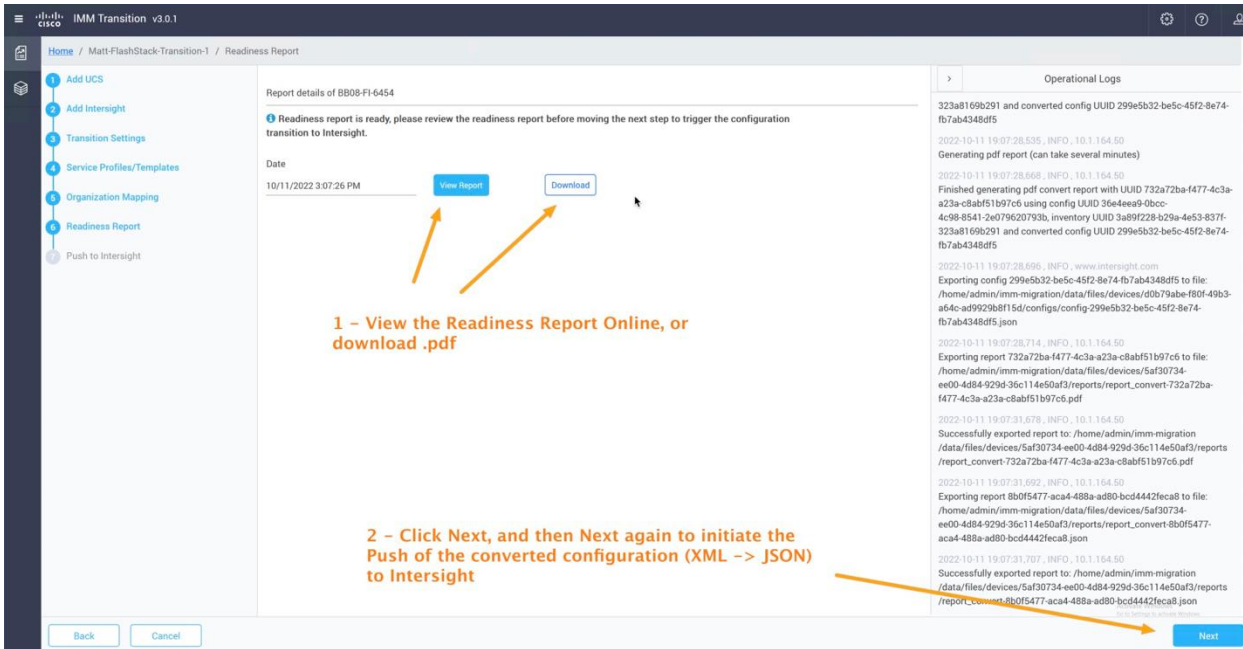 cisco
IMM Transition v3.0.1
Home / Matt-FlashStack-Transition-1 / Readiness Report
1 Add UCS
2 Add Intersight
3 Transition Settings
4 Service Profiles/Templates
5 Organization Mapping
6 Readiness Report
7 Push to Intersight
Report details of BB08-FI-6454
Readiness report is ready, please review the readiness report before moving the next step to trigger the configuration
transition to Intersight.
Date
10/11/2022 3:07:26 PM
View Report
Download
1 – View the Readiness Report Online, or
download .pdf
2 – Click Next, and then Next again to initiate the
Push of the converted configuration (XML -> JSON)
to Intersight
Back
Cancel
Next
> Operational Logs
323a8169b291 and converted config UUID 299e5b32-be5c-45f2-8e74-
fb7ab4348df5
2022-10-11 19:07:28,535 , INFO , 10.1.164.50
Generating pdf report (can take several minutes)
2022-10-11 19:07:28,668 , INFO , 10.1.164.50
Finished generating pdf convert report with UUID 732a72ba-f477-4c3a-
a23a-c8abf51b97c6 using config UUID 36e4eea9-0bcc-
4c98-8541-2e079620793b, inventory UUID 3a89f228-b29a-4e53-837f-
323a8169b291 and converted config UUID 299e5b32-be5c-45f2-8e74-
fb7ab4348df5
2022-10-11 19:07:28,696 , INFO , www.intersight.com
Exporting config 299e5b32-be5c-45f2-8e74-fb7ab4348df5 to file:
/home/admin/imm-migration/data/files/devices/d0b79abe-f80f-49b3-
a64c-ad9929b8f15d/configs/config-299e5b32-be5c-45f2-8e74-
fb7ab4348df5.json
2022-10-11 19:07:28,714 , INFO , 10.1.164.50
Exporting report 732a72ba-f477-4c3a-a23a-c8abf51b97c6 to file:
/home/admin/imm-migration/data/files/devices/5af30734-
ee00-4d84-929d-36c114e50af3/reports/report_convert-732a72ba-
f477-4c3a-a23a-c8abf51b97c6.pdf
2022-10-11 19:07:31,678 , INFO , 10.1.164.50
Successfully exported report to: /home/admin/imm-migration
/data/files/devices/5af30734-ee00-4d84-929d-36c114e50af3/reports
/report_convert-732a72ba-f477-4c3a-a23a-c8abf51b97c6.pdf
2022-10-11 19:07:31,692 , INFO , 10.1.164.50
Exporting report 8b0f5477-aca4-488a-ad80-bcd4442feca8 to file:
/home/admin/imm-migration/data/files/devices/5af30734-
ee00-4d84-929d-36c114e50af3/reports/report_convert-8b0f5477-
aca4-488a-ad80-bcd4442feca8.json
2022-10-11 19:07:31,707 , INFO , 10.1.164.50
Successfully exported report to: /home/admin/imm-migration
/data/files/devices/5af30734-ee00-4d84-929d-36c114e50af3/reports
/report_convert-8b0f5477-aca4-488a-ad80-bcd4442feca8.json